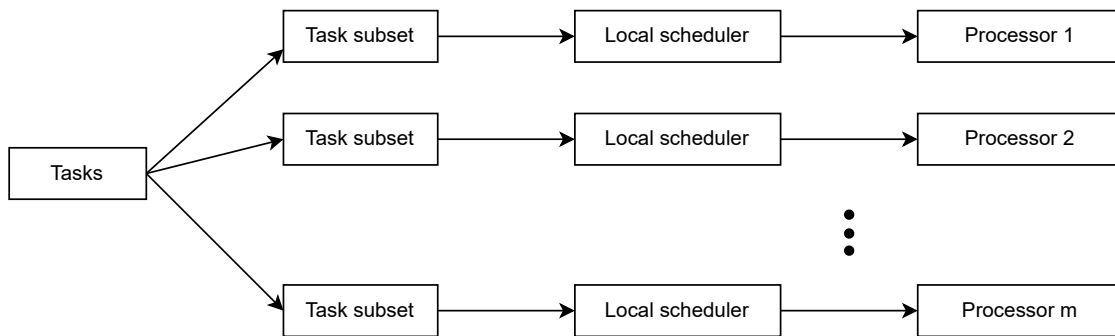 Task subset
Local scheduler
Processor 1
Task subset
Local scheduler
Processor 2
Tasks
Task subset
Local scheduler
Processor m